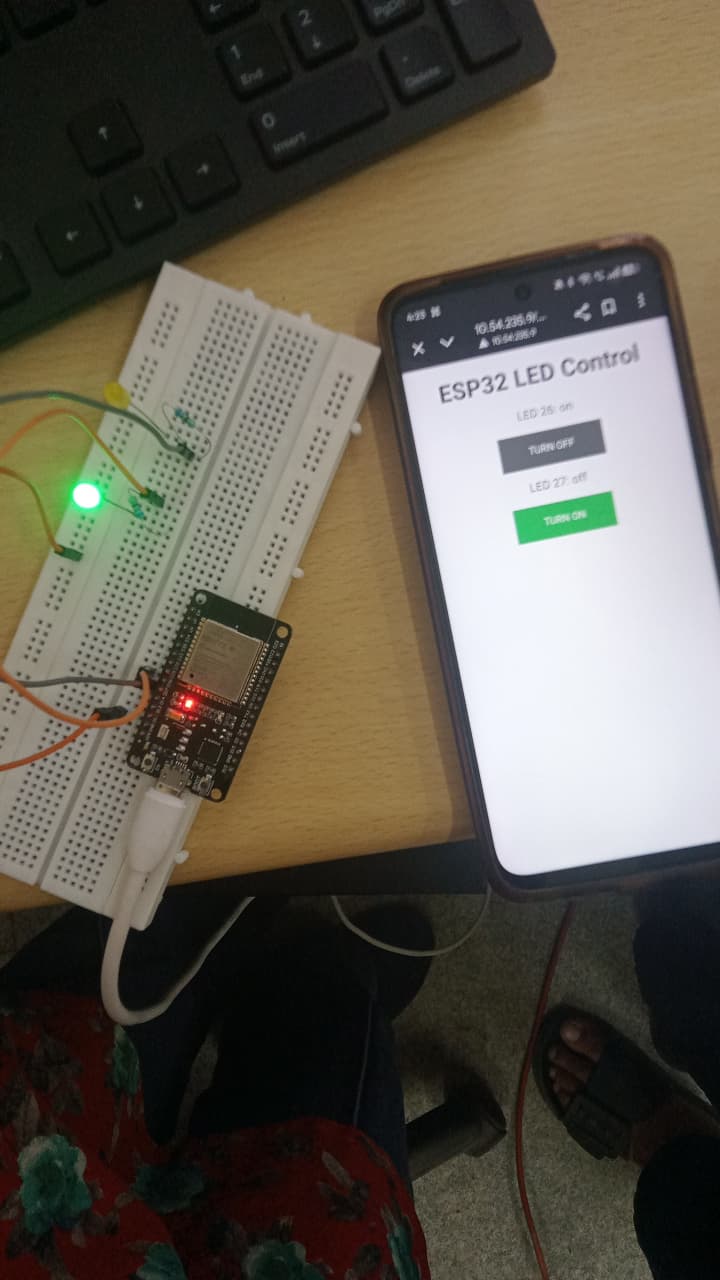 2
1
End
Delete
0
Insert
4:23
10.54.235.9/...
10.54.235.9
ESP32 LED Control
LED 26: on
TURN OFF
LED 27: off
TURN ON